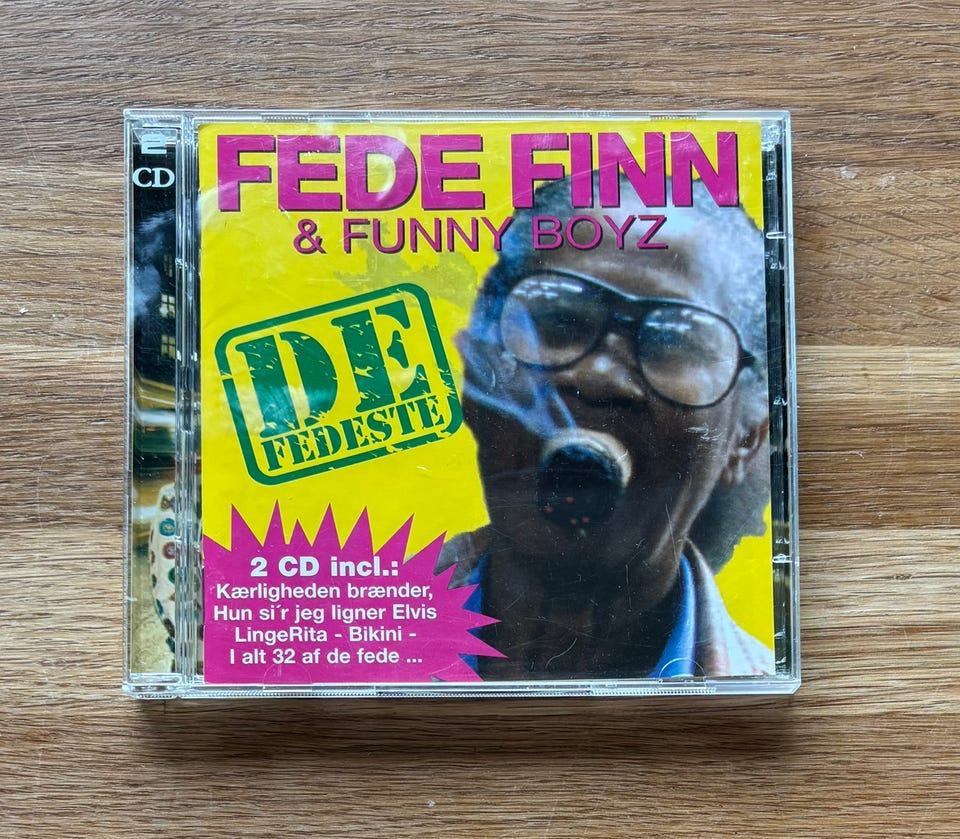 2
CD
FEDE FINN
& FUNNY BOYZ
DE
FEDESTE
2 CD incl.:
Kærligheden brænder,
Hun si´r jeg ligner Elvis
LingeRita - Bikini -
I alt 32 af de fede ...